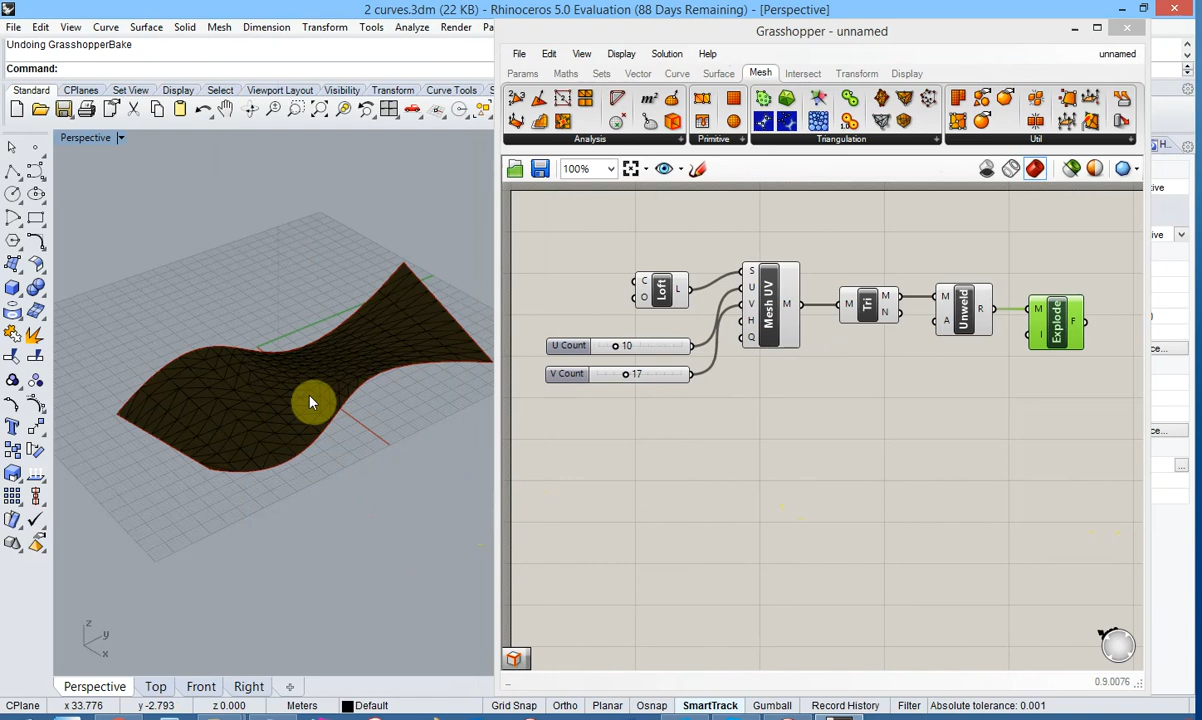 2 curves.3dm (22 KB) - Rhinoceros 5.0 Evaluation (88 Days Remaining) - [Perspective]
File Edit View Curve Surface Solid Mesh Dimension Transform Tools Analyze Render
Undoing GrasshopperBake
Command:
Standard CPlanes Set View Display Select Viewport Layout Visibility Transform Curve Tools
Perspective
Grasshopper - unnamed
File Edit View Display Solution Help unnamed
Params Maths Sets Vector Curve Surface Mesh Intersect Transform Display
Analysis Primitive Triangulation Util
100%
C O Loft L
S U V H Q Mesh UV M
M Tri M N
M A Unweld R
M I Explode F
U Count 10
V Count 17
z y x
0.9.0076
Perspective Top Front Right
CPlane x 33.776 y -2.793 z 0.000 Meters Default Grid Snap Ortho Planar Osnap SmartTrack Gumball Record History Filter Absolute tolerance: 0.001